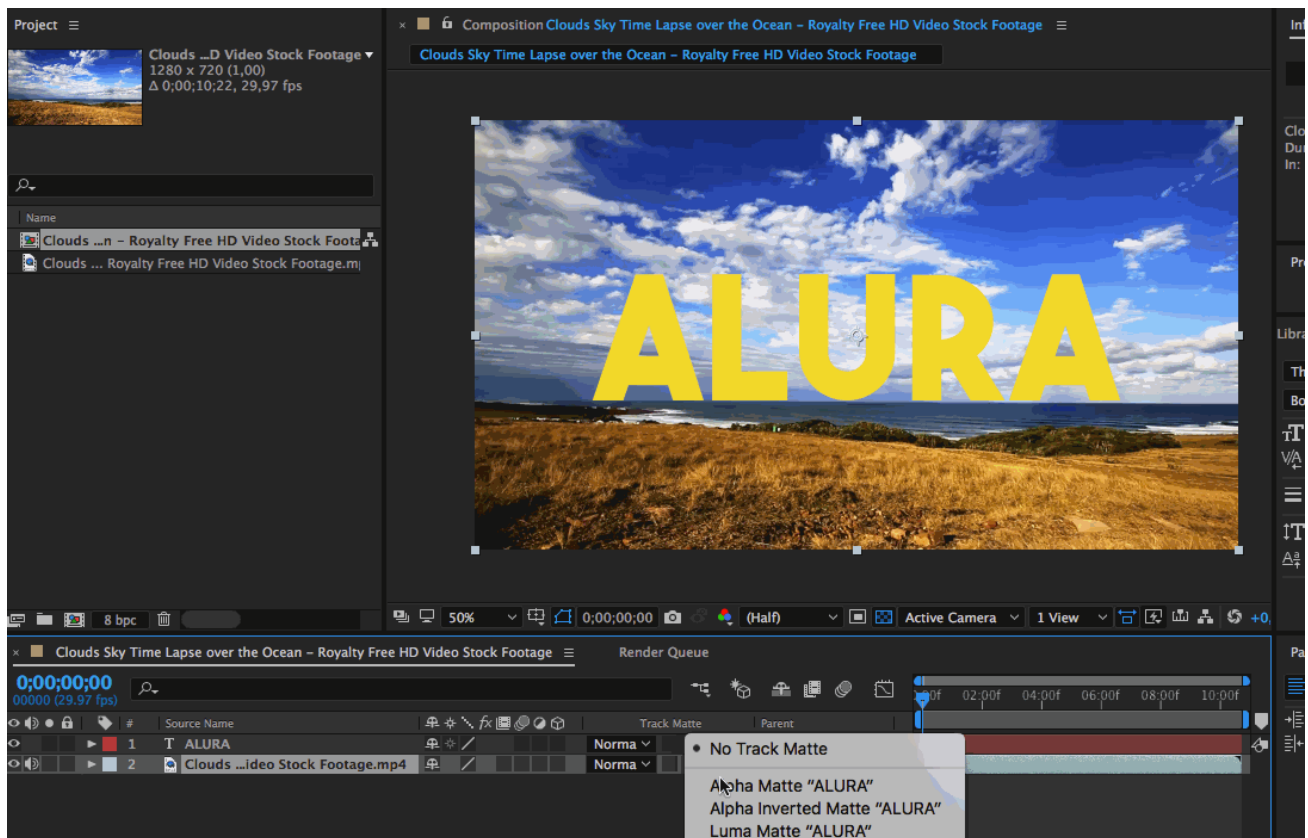 Project
Composition Clouds Sky Time Lapse over the Ocean – Royalty Free HD Video Stock Footage
Clouds Sky Time Lapse over the Ocean – Royalty Free HD Video Stock Footage
Clouds ...D Video Stock Footage
1280 x 720 (1,00)
Δ 0;00;10;22, 29,97 fps
Name
Clouds ...n – Royalty Free HD Video Stock Foota
Clouds ... Royalty Free HD Video Stock Footage.m
ALURA
8 bpc
50%
0;00;00;00
(Half)
Active Camera
1 View
+0,
Clouds Sky Time Lapse over the Ocean – Royalty Free HD Video Stock Footage
Render Queue
0;00;00;00
00000 (29.97 fps)
02:00f 04:00f 06:00f 08:00f 10:00f
# Source Name Track Matte Parent
1 T ALURA Norma
2 Clouds ...ideo Stock Footage.mp4 Norma
No Track Matte
Alpha Matte “ALURA”
Alpha Inverted Matte “ALURA”
Luma Matte “ALURA”
In: